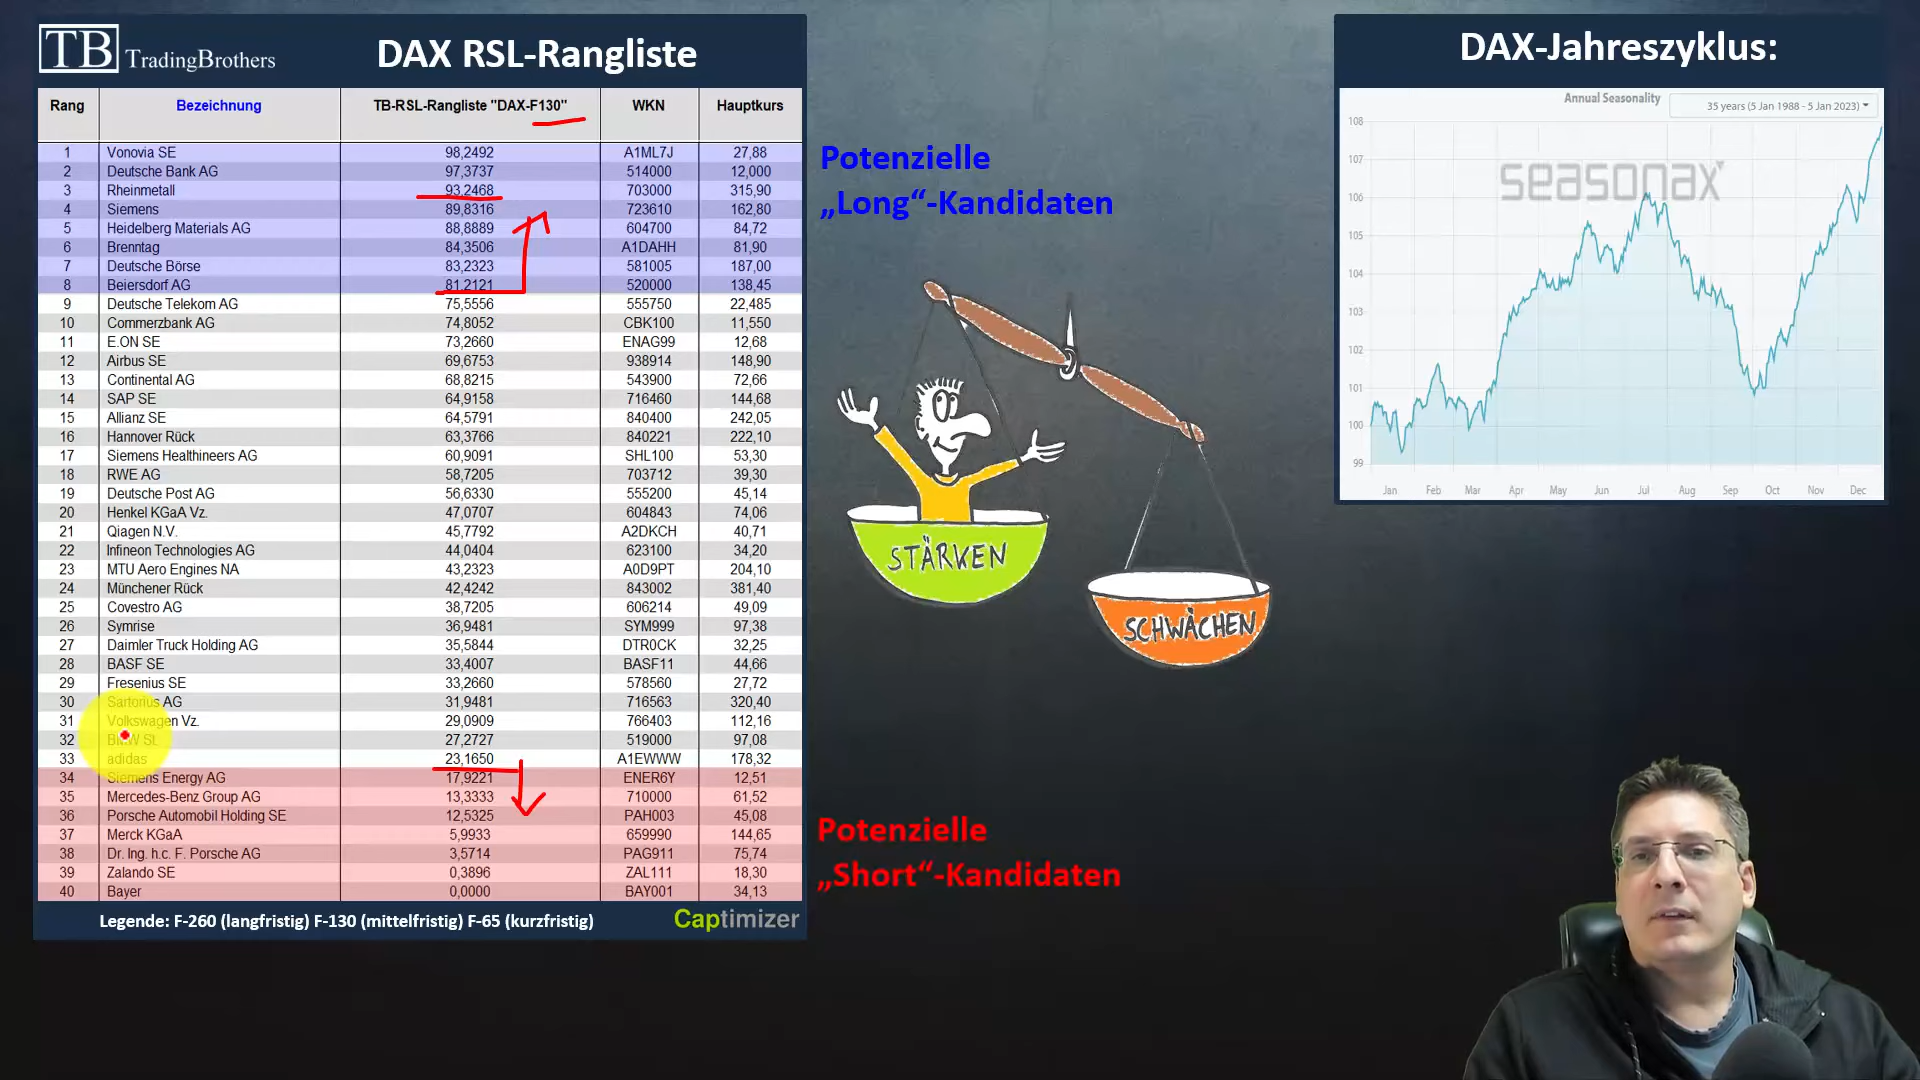 TB TradingBrothers
DAX RSL-Rangliste
Rang Bezeichnung TB-RSL-Rangliste "DAX-F130" WKN Hauptkurs
1 Vonovia SE 98,2492 A1ML7J 27,88
2 Deutsche Bank AG 97,3737 514000 12,000
3 Rheinmetall 93,2468 703000 315,90
4 Siemens 89,8316 723610 162,80
5 Heidelberg Materials AG 88,8889 604700 84,72
6 Brenntag 84,3506 A1DAHH 81,90
7 Deutsche Börse 83,2323 581005 187,00
8 Beiersdorf AG 81,2121 520000 138,45
9 Deutsche Telekom AG 75,5556 555750 22,485
10 Commerzbank AG 74,8052 CBK100 11,550
11 E.ON SE 73,2660 ENAG99 12,68
12 Airbus SE 69,6753 938914 148,90
13 Continental AG 68,8215 543900 72,66
14 SAP SE 64,9158 716460 144,68
15 Allianz SE 64,5791 840400 242,05
16 Hannover Rück 63,3766 840221 222,10
17 Siemens Healthineers AG 60,9091 SHL100 53,30
18 RWE AG 58,7205 703712 39,30
19 Deutsche Post AG 56,6330 555200 45,14
20 Henkel KGaA Vz. 47,0707 604843 74,06
21 Qiagen N.V. 45,7792 A2DKCH 40,71
22 Infineon Technologies AG 44,0404 623100 34,20
23 MTU Aero Engines NA 43,2323 A0D9PT 204,10
24 Münchener Rück 42,4242 843002 381,40
25 Covestro AG 38,7205 606214 49,09
26 Symrise 36,9481 SYM999 97,38
27 Daimler Truck Holding AG 35,5844 DTR0CK 32,25
28 BASF SE 33,4007 BASF11 44,66
29 Fresenius SE 33,2660 578560 27,72
30 Sartorius AG 31,9481 716563 320,40
31 Volkswagen Vz. 29,0909 766403 112,16
32 BMW St. 27,2727 519000 97,08
33 adidas 23,1650 A1EWWW 178,32
34 Siemens Energy AG 17,9221 ENER6Y 12,51
35 Mercedes-Benz Group AG 13,3333 710000 61,52
36 Porsche Automobil Holding SE 12,5325 PAH003 45,08
37 Merck KGaA 5,9933 659990 144,65
38 Dr. Ing. h.c. F. Porsche AG 3,5714 PAG911 75,74
39 Zalando SE 0,3896 ZAL111 18,30
40 Bayer 0,0000 BAY001 34,13
Legende: F-260 (langfristig) F-130 (mittelfristig) F-65 (kurzfristig)
Captimizer
Potenzielle
„Long“-Kandidaten
STÄRKEN
SCHWÄCHEN
Potenzielle
„Short“-Kandidaten
DAX-Jahreszyklus:
Annual Seasonality
35 years (5 Jan 1988 - 5 Jan 2023)
seasonax
108
107
106
105
104
103
102
101
100
99
Jan Feb Mar Apr May Jun Jul Aug Sep Oct Nov Dec